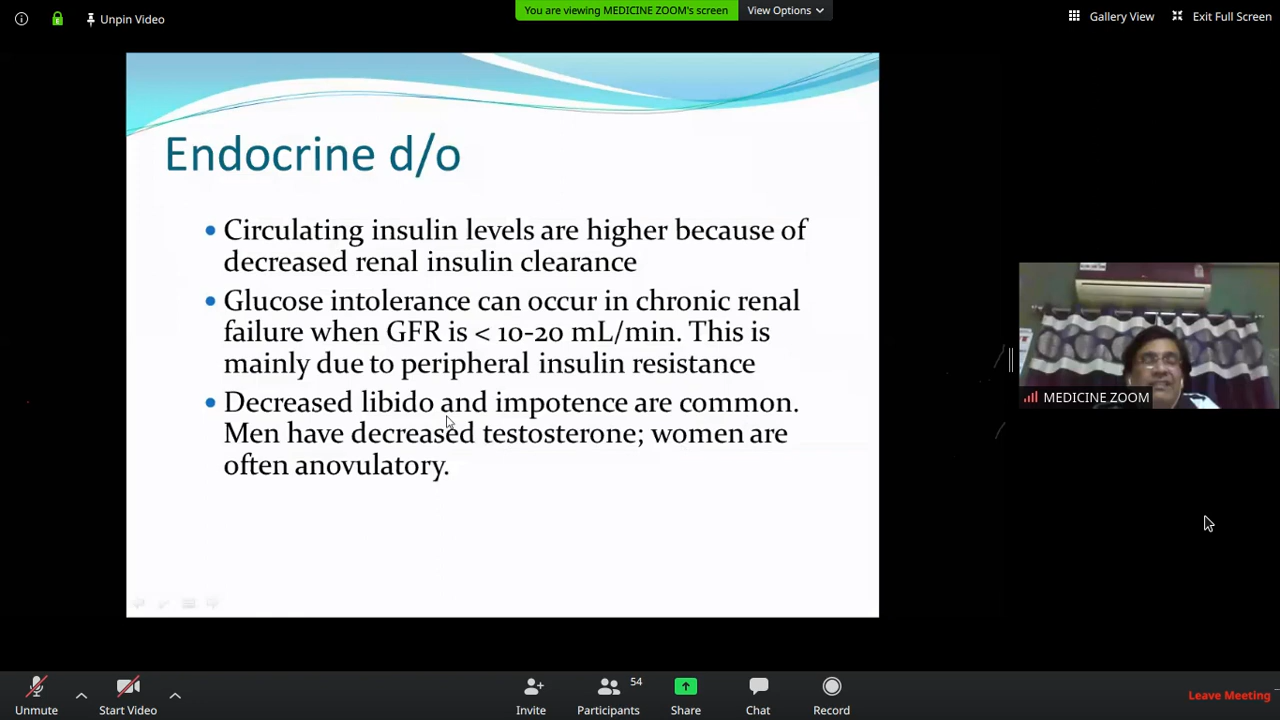 Unpin Video
You are viewing MEDICINE ZOOM's screen
View Options
Gallery View
Exit Full Screen
Endocrine d/o
Circulating insulin levels are higher because of
decreased renal insulin clearance
Glucose intolerance can occur in chronic renal
failure when GFR is < 10-20 mL/min. This is
mainly due to peripheral insulin resistance
Decreased libido and impotence are common.
Men have decreased testosterone; women are
often anovulatory.
MEDICINE ZOOM
Unmute
Start Video
Invite
Participants
54
Share
Chat
Record
Leave Meeting